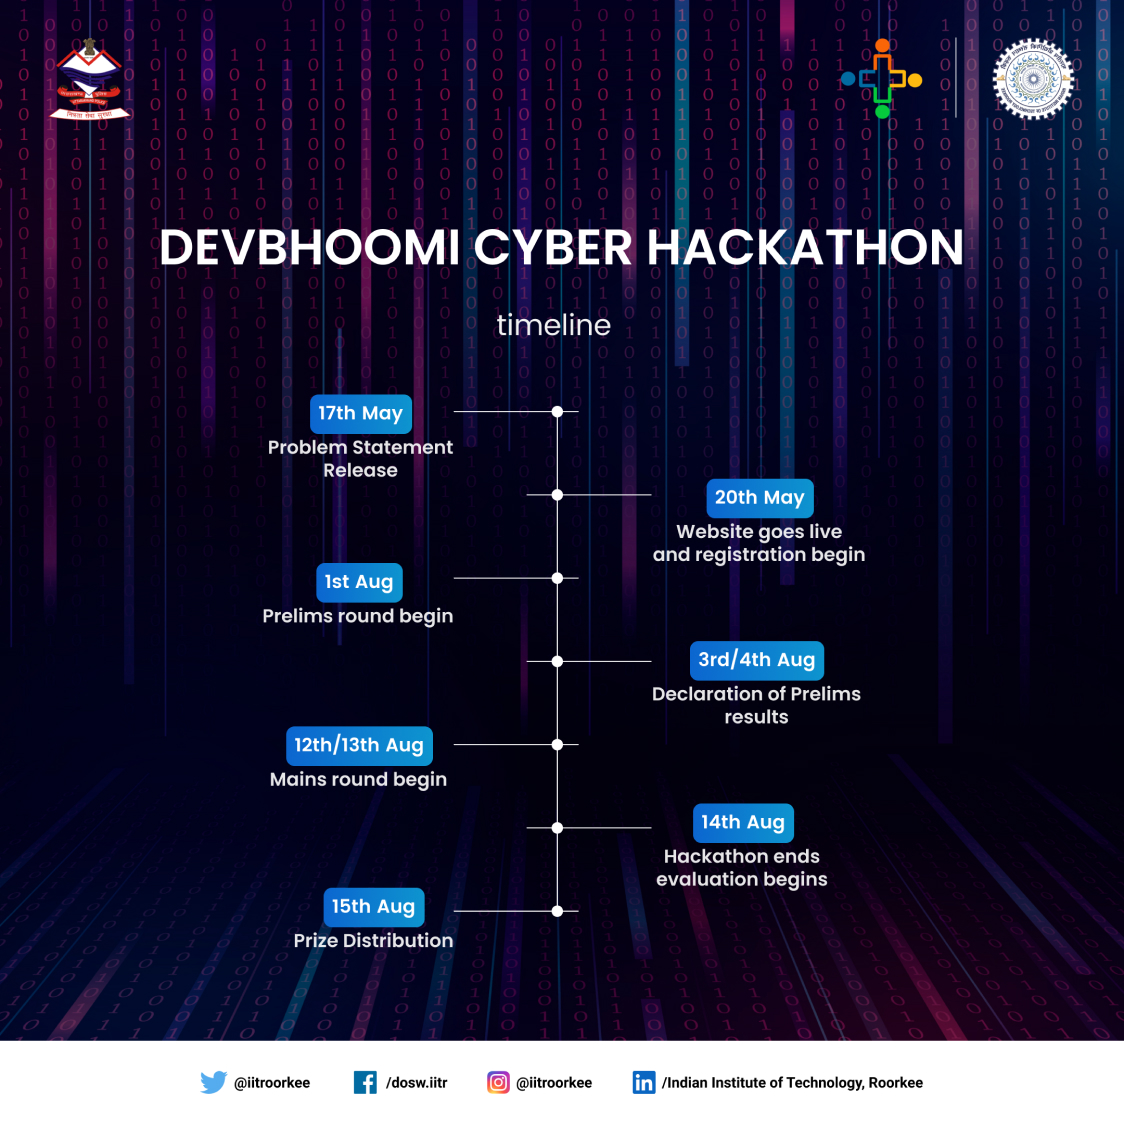 DEVBHOOMI CYBER HACKATHON
timeline
17th May
Problem Statement
Release
20th May
Website goes live
and registration begin
1st Aug
Prelims round begin
3rd/4th Aug
Declaration of Prelims
results
12th/13th Aug
Mains round begin
14th Aug
Hackathon ends
evaluation begins
15th Aug
Prize Distribution
@iitroorkee
/dosw.iitr
@iitroorkee
/Indian Institute of Technology, Roorkee